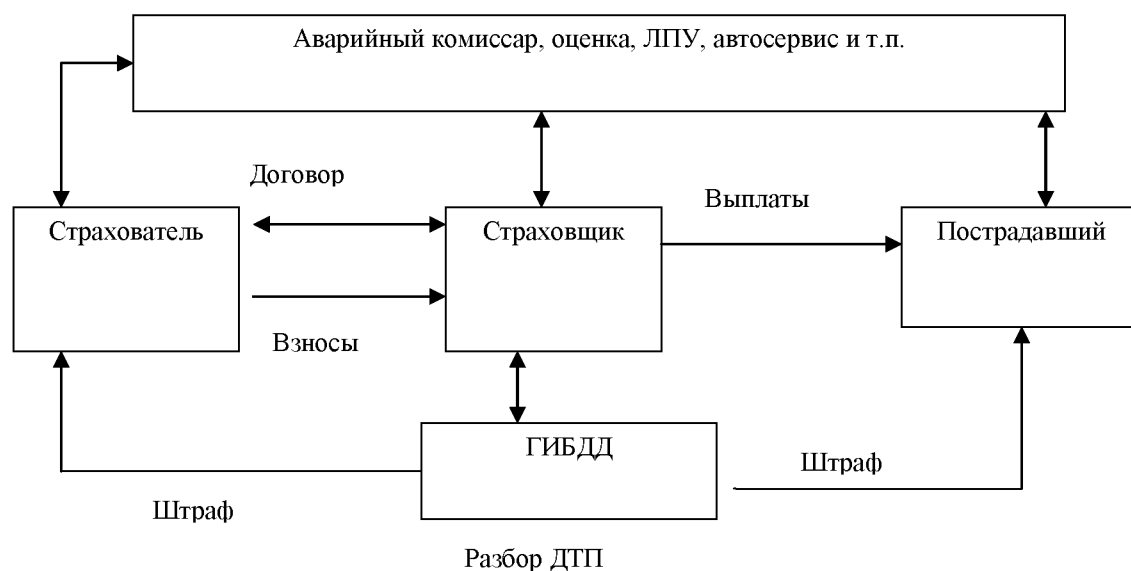 Аварийный комиссар, оценка, ЛПУ, автосервис и т.п.
Договор
Выплаты
Страхователь
Страховщик
Пострадавший
Взносы
ГИБДД
Штраф
Штраф
Разбор ДТП